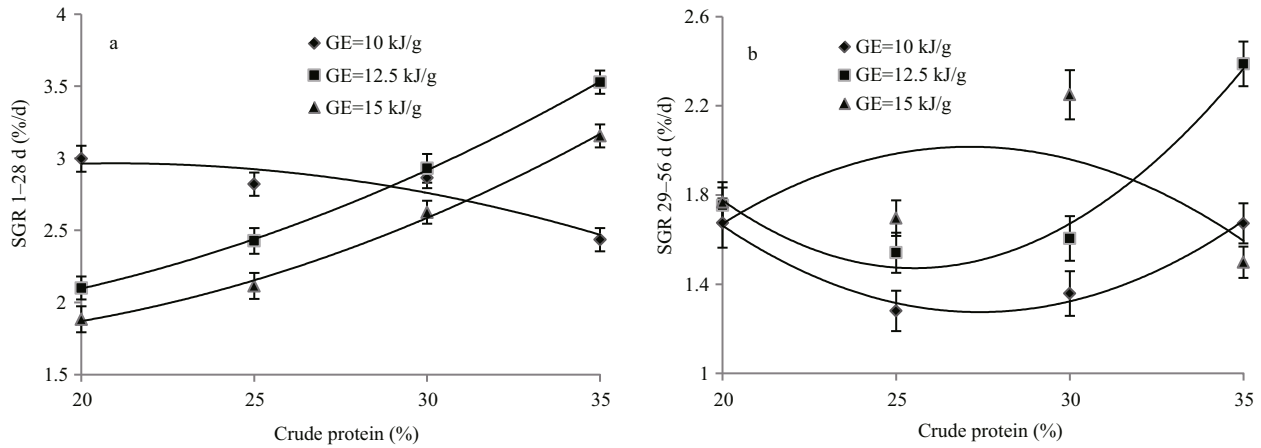 a
GE=10 kJ/g
GE=12.5 kJ/g
GE=15 kJ/g
4
3.5
3
2.5
2
1.5
20
25
30
35
SGR 1–28 d (%/d)
Crude protein (%)
b
GE=10 kJ/g
GE=12.5 kJ/g
GE=15 kJ/g
2.6
2.2
1.8
1.4
1
20
25
30
35
SGR 29–56 d (%/d)
Crude protein (%)